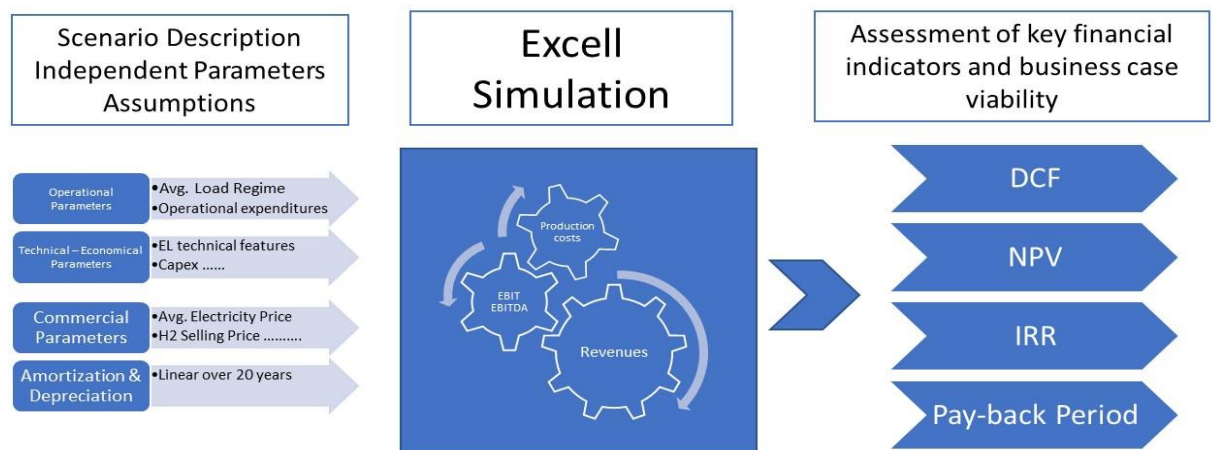 Scenario Description
Independent Parameters
Assumptions
Excell
Simulation
Assessment of key financial
indicators and business case
viability
Operational
Parameters
•Avg. Load Regime
•Operational expenditures
Technical – Economical
Parameters
•EL technical features
•Capex ......
Commercial
Parameters
•Avg. Electricity Price
•H2 Selling Price ..........
Amortization &
Depreciation
•Linear over 20 years
Production
costs
EBIT
EBITDA
Revenues
DCF
NPV
IRR
Pay-back Period